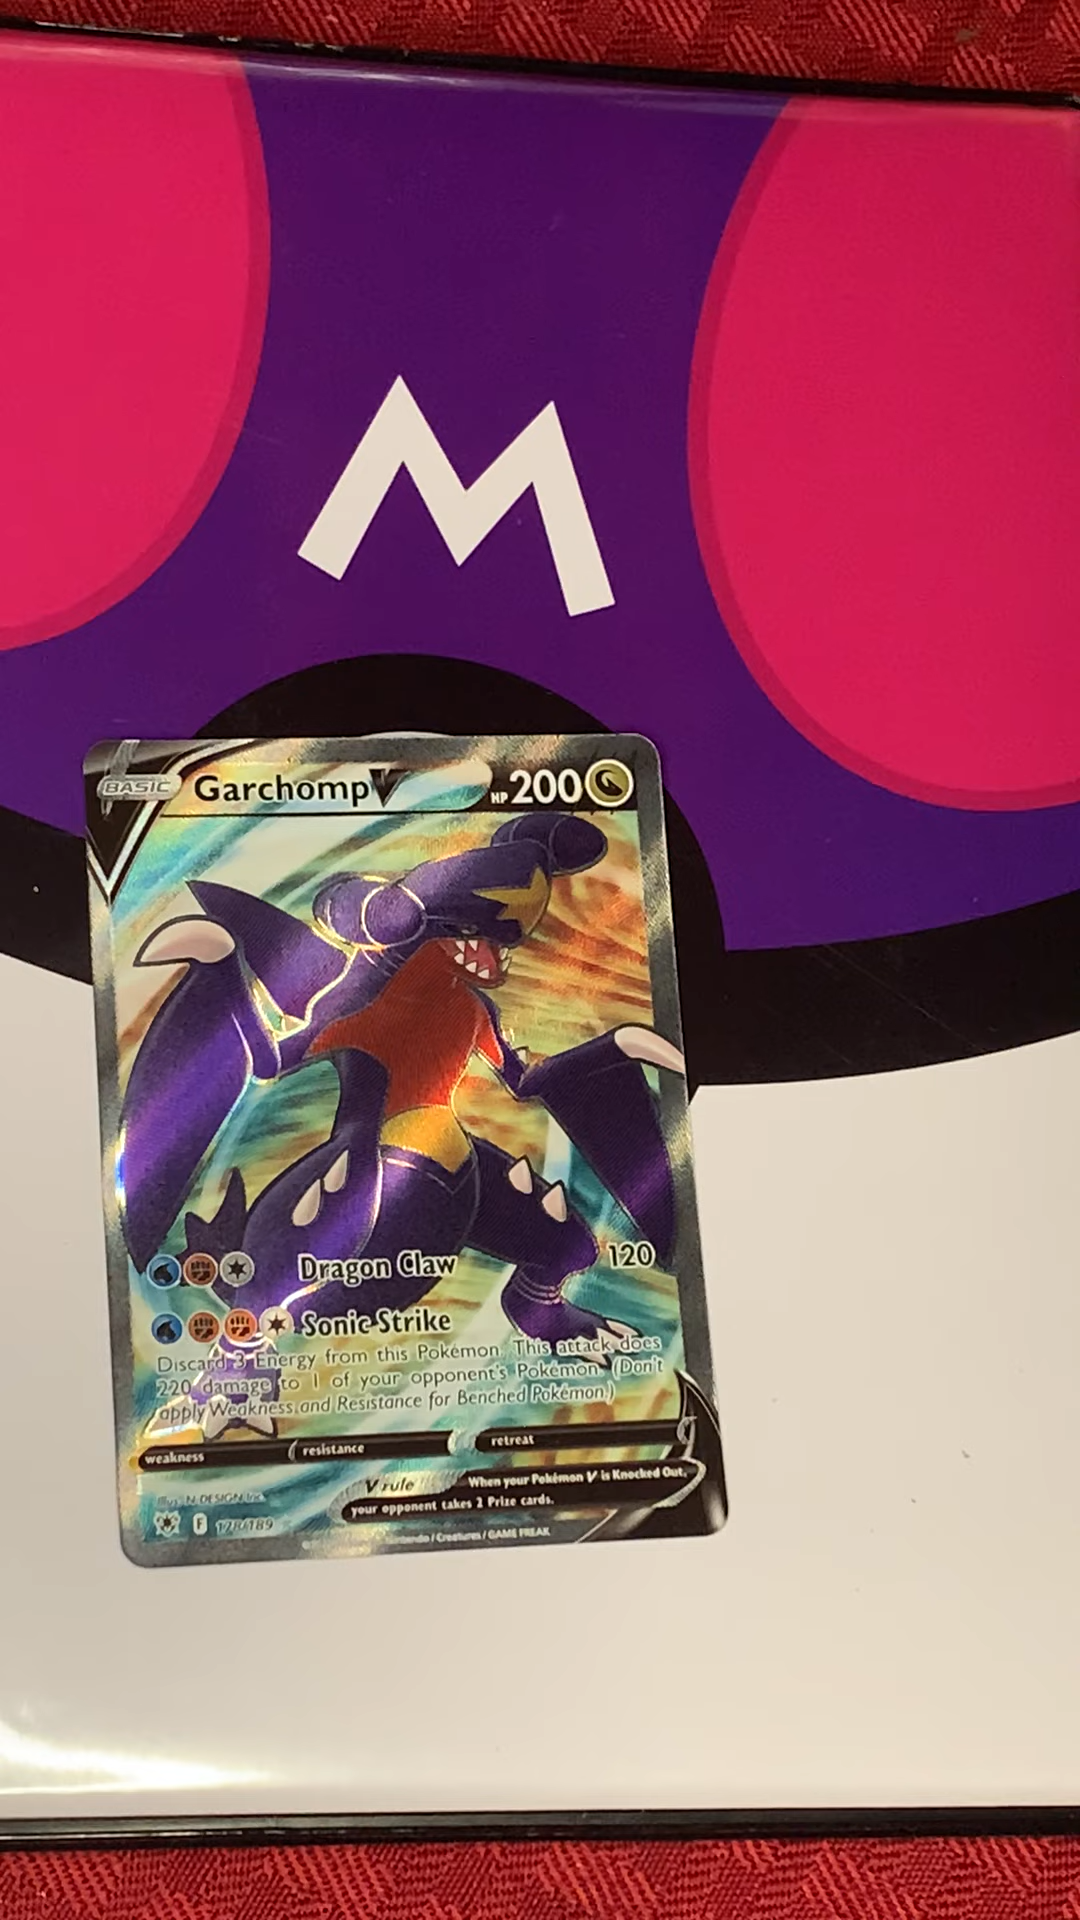 M
BASIC Garchomp V HP 200
Dragon Claw 120
Sonic Strike
Discard 3 Energy from this Pokémon. This attack does
220 damage to 1 of your opponent's Pokémon. (Don't
apply Weakness and Resistance for Benched Pokémon.)
weakness resistance retreat
V rule When your Pokémon V is Knocked Out,
your opponent takes 2 Prize cards.
Illus. N-DESIGN Inc.
F /189
Nintendo / Creatures / GAME FREAK